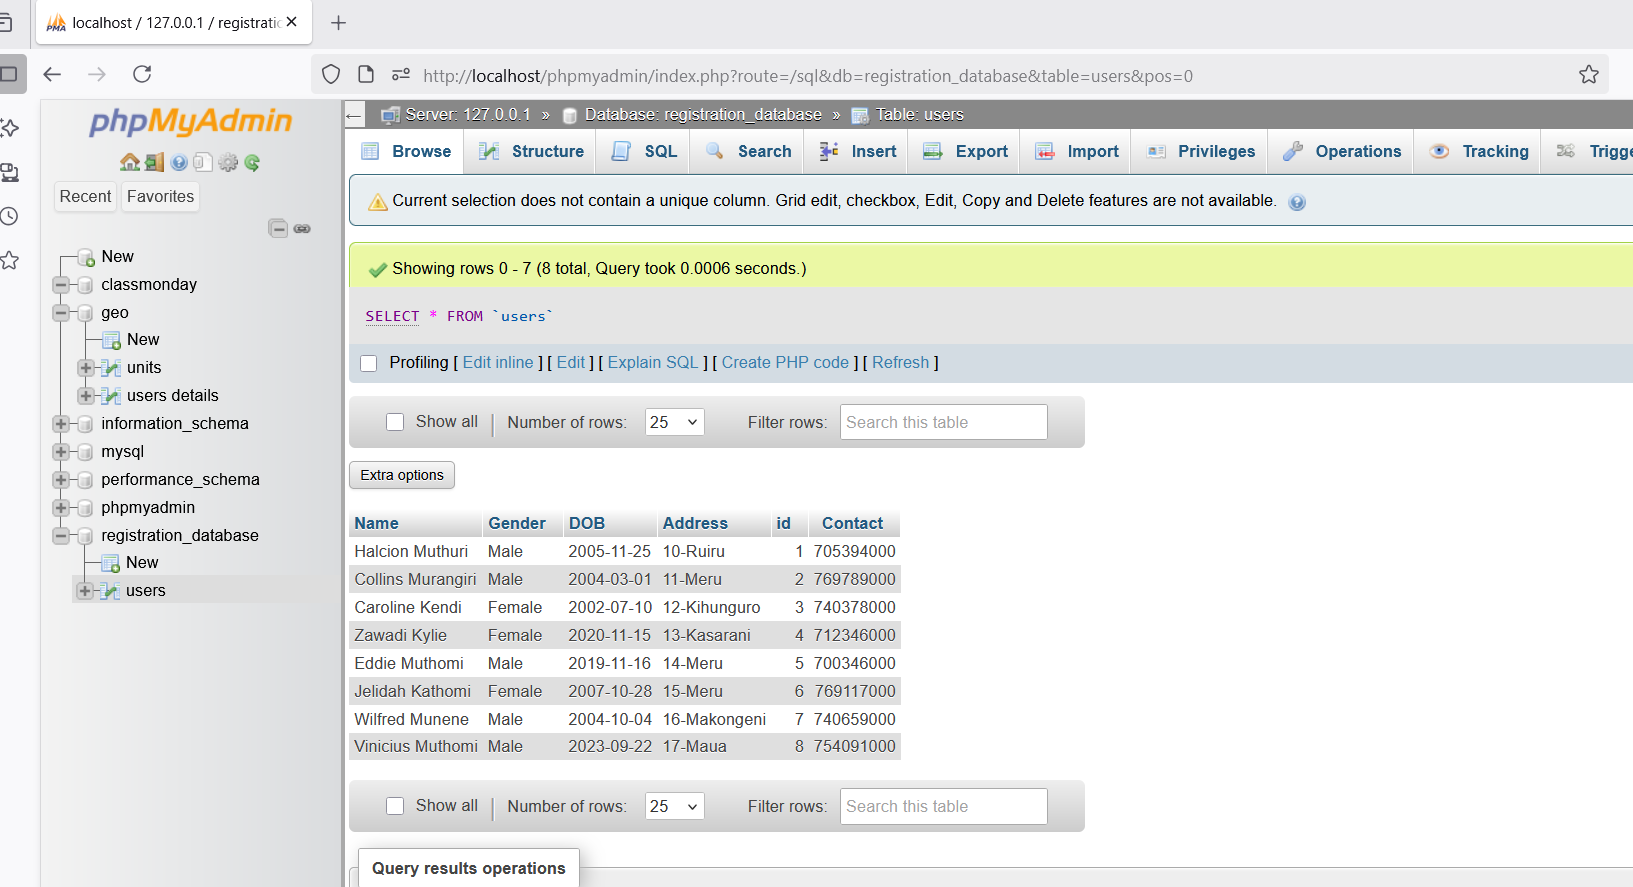 localhost / 127.0.0.1 / registratic
http://localhost/phpmyadmin/index.php?route=/sql&db=registration_database&table=users&pos=0
phpMyAdmin
Recent Favorites
New
classmonday
geo
New
units
users details
information_schema
mysql
performance_schema
phpmyadmin
registration_database
New
users
Server: 127.0.0.1 » Database: registration_database » Table: users
Browse Structure SQL Search Insert Export Import Privileges Operations Tracking Trigge
Current selection does not contain a unique column. Grid edit, checkbox, Edit, Copy and Delete features are not available.
Showing rows 0 - 7 (8 total, Query took 0.0006 seconds.)
SELECT * FROM `users`
Profiling [ Edit inline ] [ Edit ] [ Explain SQL ] [ Create PHP code ] [ Refresh ]
Show all | Number of rows: 25 Filter rows: Search this table
Extra options
Name Gender DOB Address id Contact
Halcion Muthuri Male 2005-11-25 10-Ruiru 1 705394000
Collins Murangiri Male 2004-03-01 11-Meru 2 769789000
Caroline Kendi Female 2002-07-10 12-Kihunguro 3 740378000
Zawadi Kylie Female 2020-11-15 13-Kasarani 4 712346000
Eddie Muthomi Male 2019-11-16 14-Meru 5 700346000
Jelidah Kathomi Female 2007-10-28 15-Meru 6 769117000
Wilfred Munene Male 2004-10-04 16-Makongeni 7 740659000
Vinicius Muthomi Male 2023-09-22 17-Maua 8 754091000
Show all | Number of rows: 25 Filter rows: Search this table
Query results operations